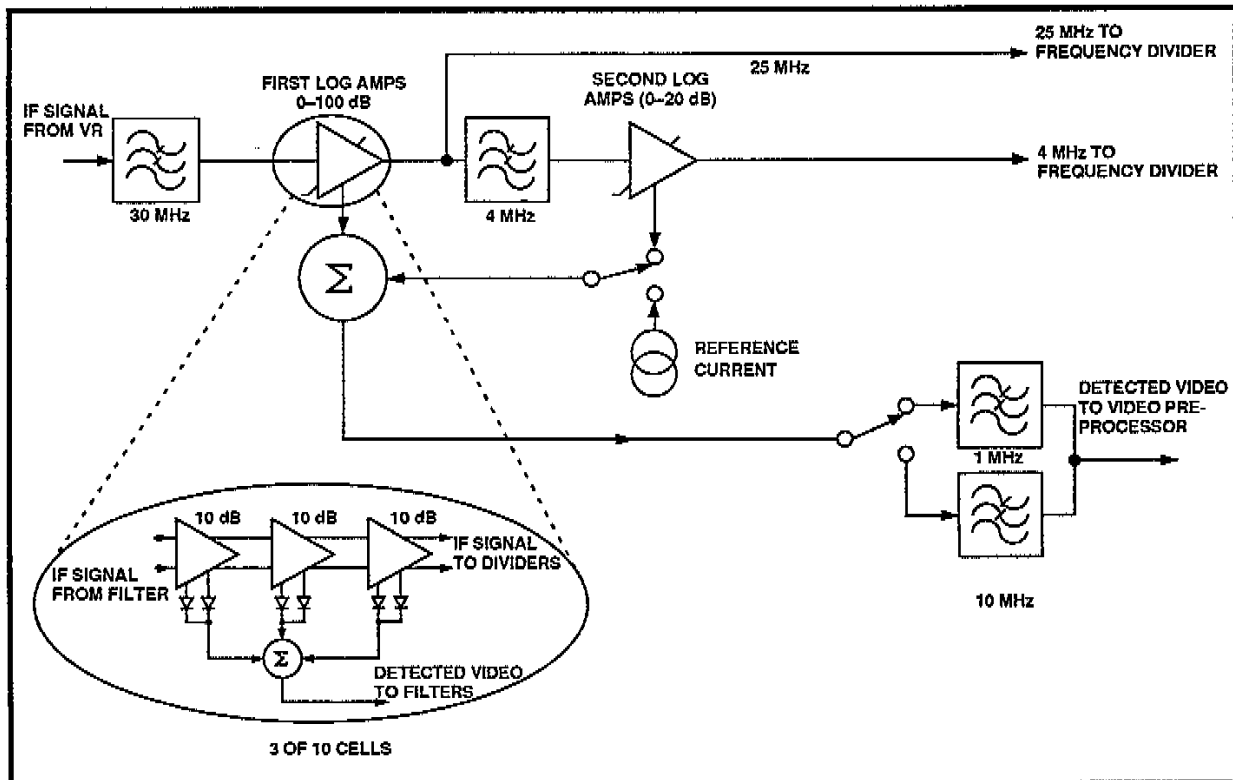 25 MHz TO
FREQUENCY DIVIDER
25 MHz
FIRST LOG AMPS
0–100 dB
SECOND LOG
AMPS (0–20 dB)
IF SIGNAL
FROM VR
30 MHz
4 MHz
4 MHz TO
FREQUENCY DIVIDER
Σ
REFERENCE
CURRENT
DETECTED VIDEO
TO VIDEO PRE-
PROCESSOR
1 MHz
10 MHz
10 dB
10 dB
10 dB
IF SIGNAL
TO DIVIDERS
IF SIGNAL
FROM FILTER
Σ
DETECTED VIDEO
TO FILTERS
3 OF 10 CELLS